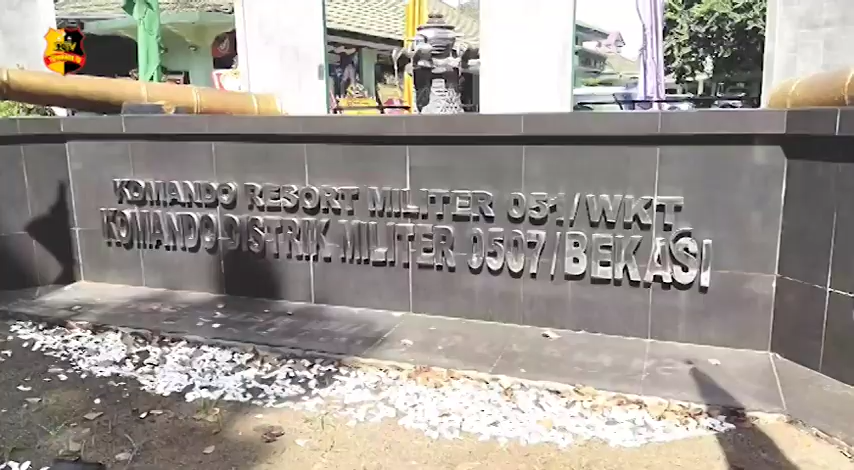 KOMANDO RESORT MILITER 051/WKT
KOMANDO DISTRIK MILITER 0507/BEKASI